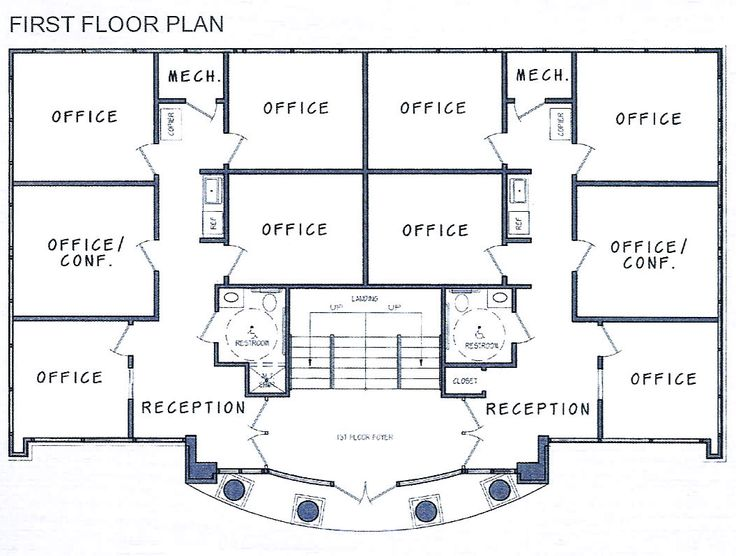 FIRST FLOOR PLAN
MECH.
MECH.
OFFICE
OFFICE
OFFICE
OFFICE
COPIER
COPIER
REF
REF
OFFICE/
CONF.
OFFICE
OFFICE
OFFICE/
CONF.
LANDING
UP
UP
RESTROOM
RESTROOM
OFFICE
CLOSET
OFFICE
RECEPTION
RECEPTION
1ST FLOOR FOYER